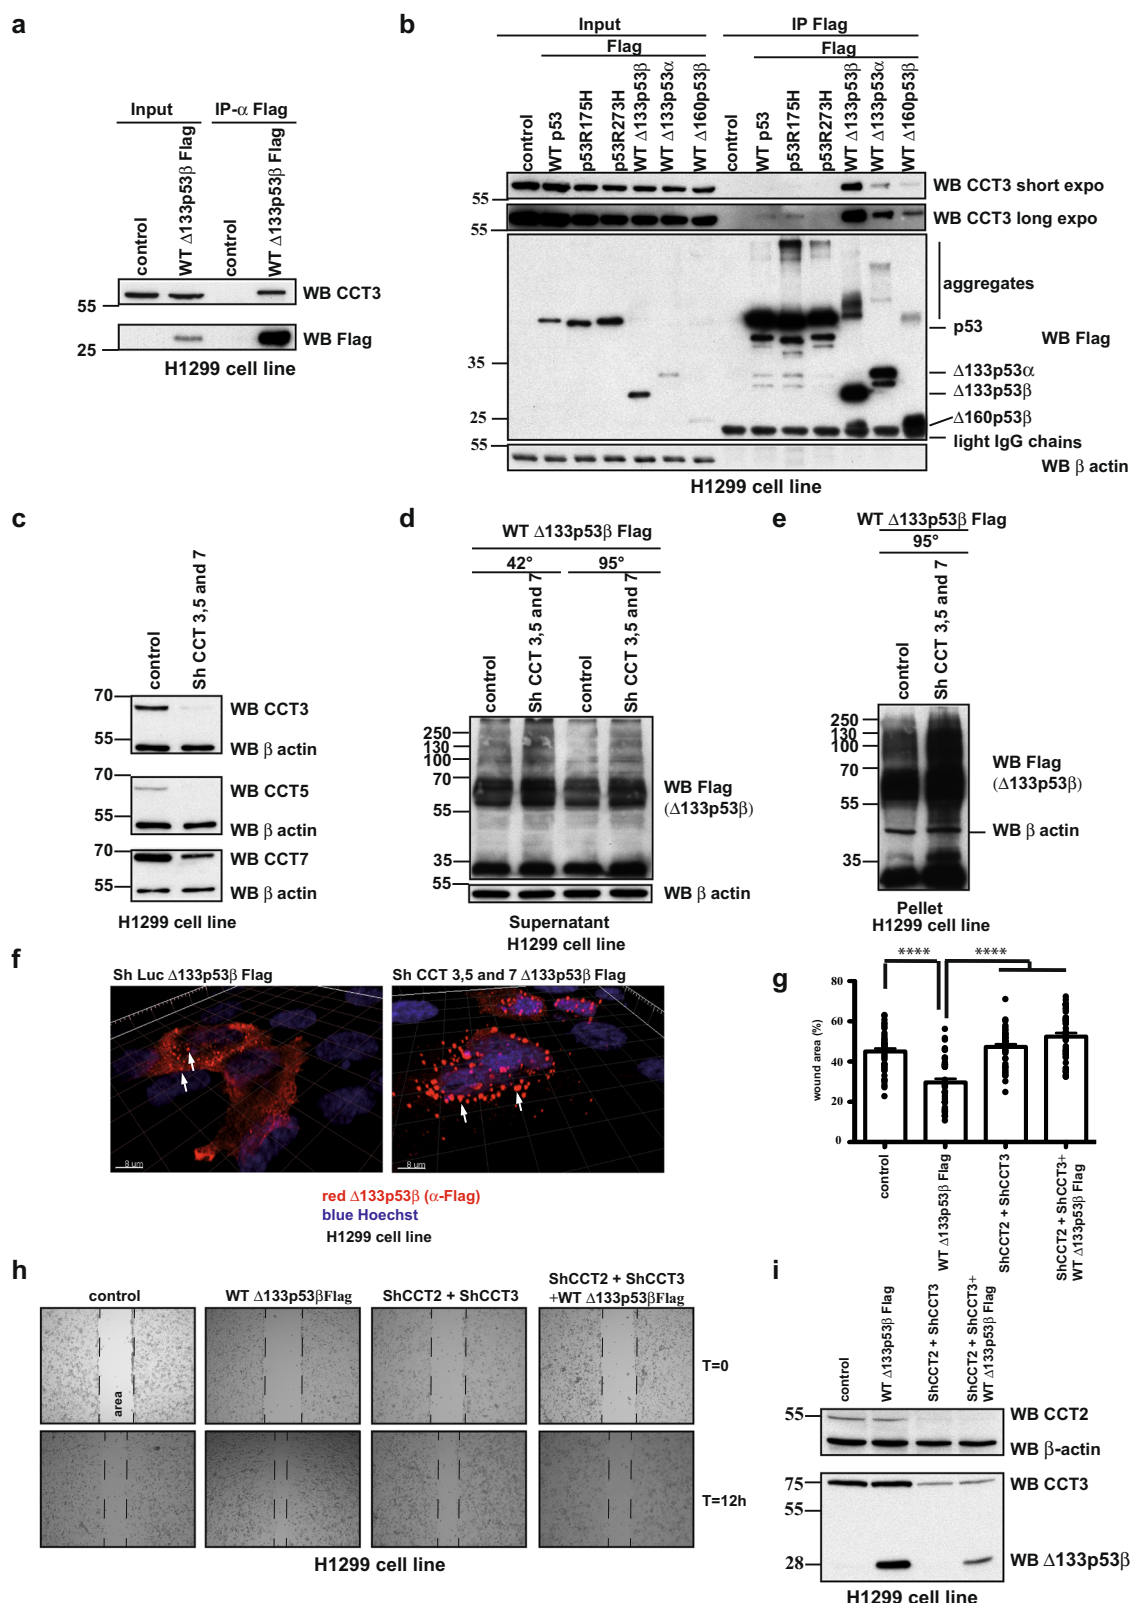 a
Input
IP-α Flag
control
WT Δ133p53β Flag
control
WT Δ133p53β Flag
55
WB CCT3
25
WB Flag
H1299 cell line
b
Input
IP Flag
Flag
Flag
control
WT p53
p53R175H
p53R273H
WT Δ133p53β
WT Δ133p53α
WT Δ160p53β
control
WT p53
p53R175H
p53R273H
WT Δ133p53β
WT Δ133p53α
WT Δ160p53β
55
WB CCT3 short expo
55
WB CCT3 long expo
aggregates
p53
WB Flag
35
Δ133p53α
Δ133p53β
25
Δ160p53β
light IgG chains
55
WB β actin
H1299 cell line
c
control
Sh CCT 3,5 and 7
70
WB CCT3
55
WB β actin
70
WB CCT5
55
WB β actin
70
WB CCT7
55
WB β actin
H1299 cell line
d
WT Δ133p53β Flag
42°
95°
control
Sh CCT 3,5 and 7
control
Sh CCT 3,5 and 7
250
130
100
70
WB Flag
(Δ133p53β)
55
35
55
WB β actin
Supernatant
H1299 cell line
e
WT Δ133p53β Flag
95°
control
Sh CCT 3,5 and 7
250
130
100
70
WB Flag
(Δ133p53β)
55
WB β actin
35
Pellet
H1299 cell line
f
Sh Luc Δ133p53β Flag
Sh CCT 3,5 and 7 Δ133p53β Flag
8 um
8 um
red Δ133p53β (α-Flag)
blue Hoechst
H1299 cell line
g
****
****
wound area (%)
80
60
40
20
0
control
WT Δ133p53β Flag
ShCCT2 + ShCCT3
ShCCT2 + ShCCT3+
WT Δ133p53β Flag
h
control
WT Δ133p53βFlag
ShCCT2 + ShCCT3
ShCCT2 + ShCCT3
+WT Δ133p53βFlag
area
T=0
T=12h
H1299 cell line
i
control
WT Δ133p53β Flag
ShCCT2 + ShCCT3
ShCCT2 + ShCCT3+
WT Δ133p53β Flag
55
WB CCT2
WB β-actin
75
WB CCT3
55
28
WB Δ133p53β
H1299 cell line